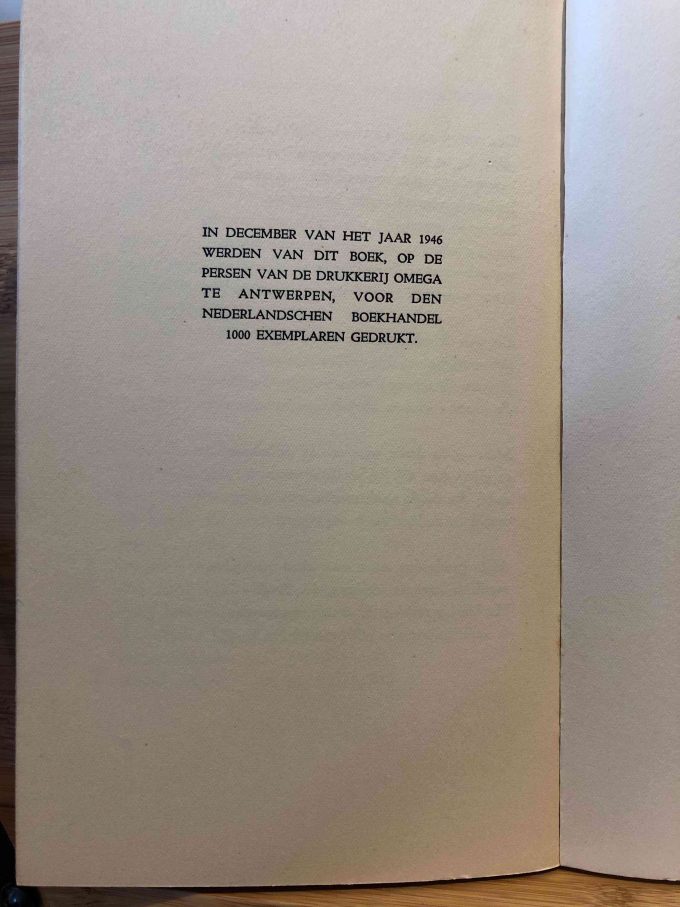 IN DECEMBER VAN HET JAAR 1946
WERDEN VAN DIT BOEK, OP DE
PERSEN VAN DE DRUKKERIJ OMEGA
TE ANTWERPEN, VOOR DEN
NEDERLANDSCHEN BOEKHANDEL
1000 EXEMPLAREN GEDRUKT.